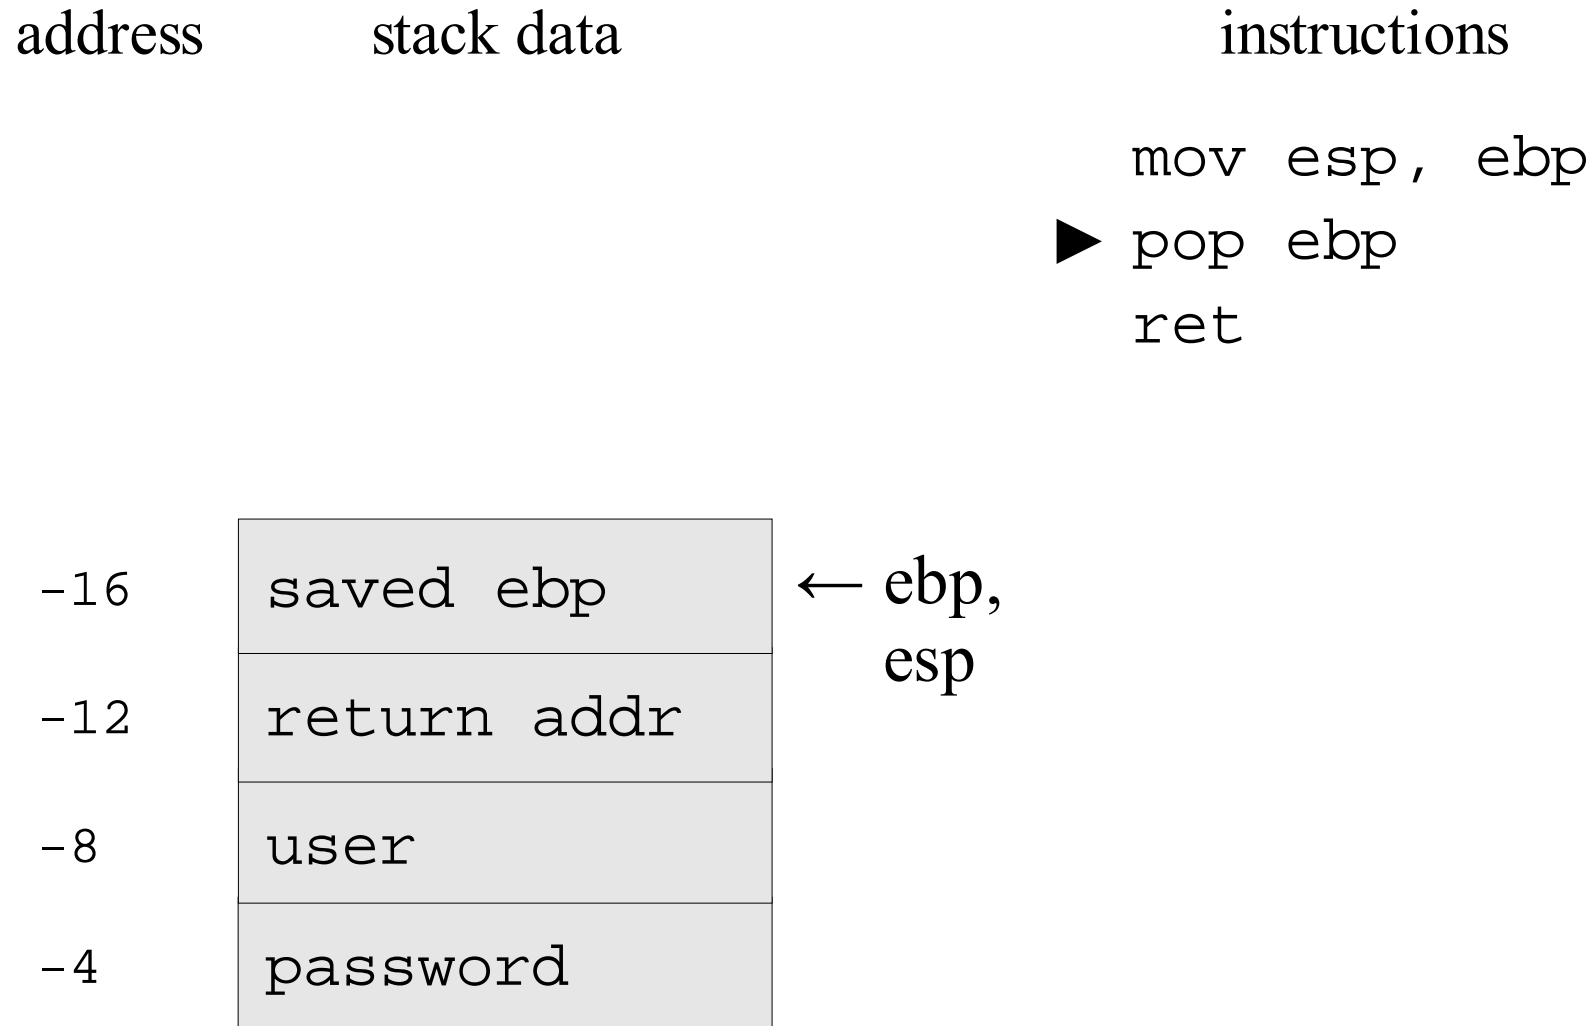 address stack data instructions
mov esp, ebp
► pop ebp
ret
-16 saved ebp ← ebp,
esp
-12 return addr
-8 user
-4 password